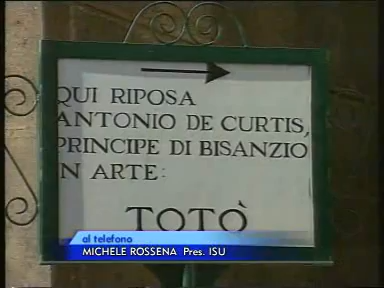 QUI RIPOSA
ANTONIO DE CURTIS,
PRINCIPE DI BISANZIO
IN ARTE:
TOTÒ
al telefono
MICHELE ROSSENA Pres. ISU